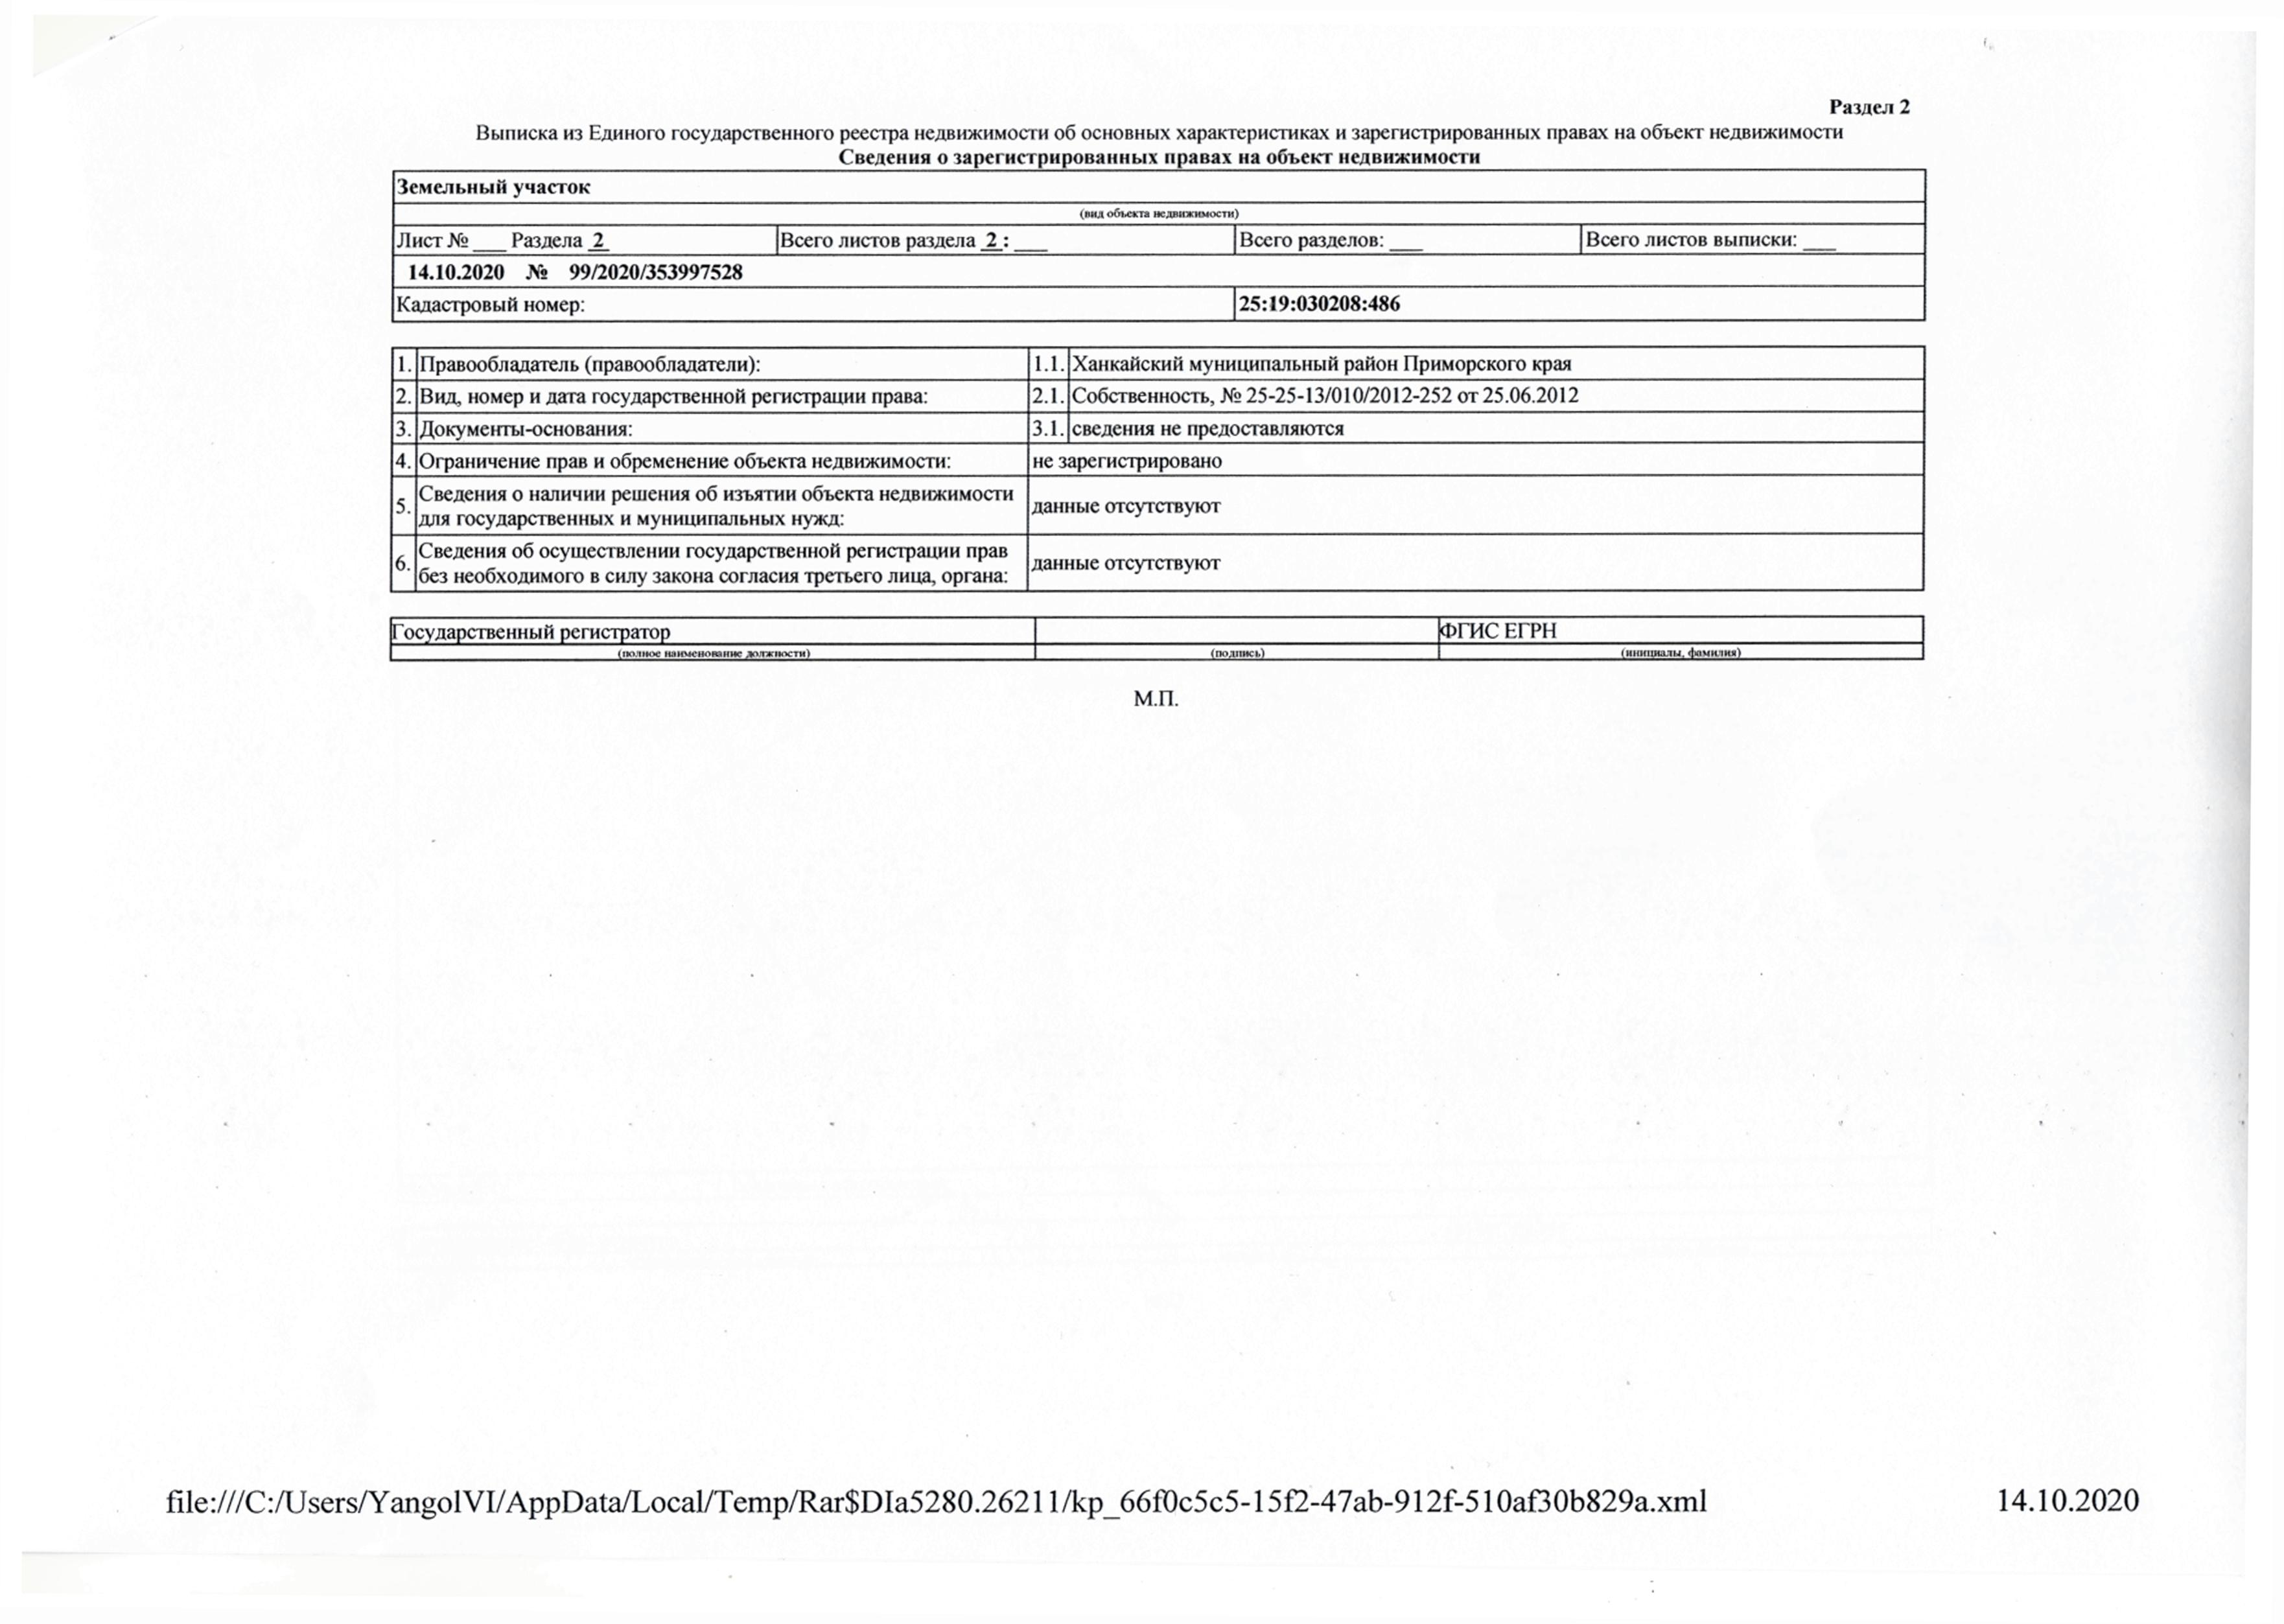 Раздел 2
Выписка из Единого государственного реестра недвижимости об основных характеристиках и зарегистрированных правах на объект недвижимости
Сведения о зарегистрированных правах на объект недвижимости
Земельный участок
(вид объекта недвижимости)
Лист № ___ Раздела 2 Всего листов раздела 2 : ___ Всего разделов: ___ Всего листов выписки: ___
14.10.2020 № 99/2020/353997528
Кадастровый номер: 25:19:030208:486
1. Правообладатель (правообладатели): 1.1. Ханкайский муниципальный район Приморского края
2. Вид, номер и дата государственной регистрации права: 2.1. Собственность, № 25-25-13/010/2012-252 от 25.06.2012
3. Документы-основания: 3.1. сведения не предоставляются
4. Ограничение прав и обременение объекта недвижимости: не зарегистрировано
5. Сведения о наличии решения об изъятии объекта недвижимости
для государственных и муниципальных нужд: данные отсутствуют
6. Сведения об осуществлении государственной регистрации прав
без необходимого в силу закона согласия третьего лица, органа: данные отсутствуют
Государственный регистратор ФГИС ЕГРН
(полное наименование должности) (подпись) (инициалы, фамилия)
М.П.
file:///C:/Users/YangolVI/AppData/Local/Temp/Rar$DIa5280.26211/kp_66f0c5c5-15f2-47ab-912f-510af30b829a.xml 14.10.2020